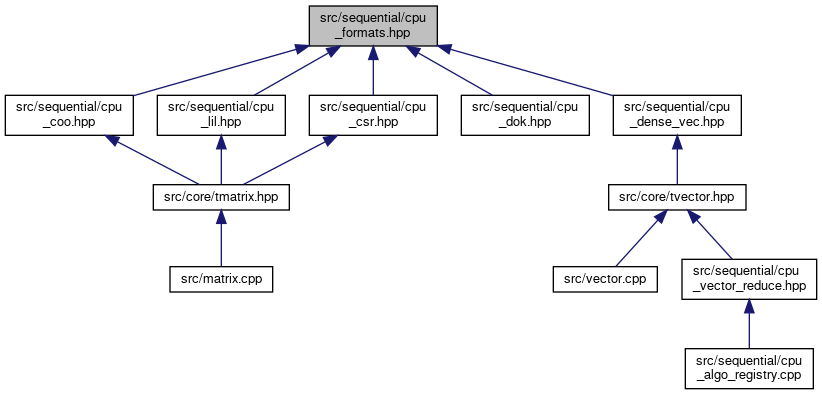 src/sequential/cpu
_formats.hpp
src/sequential/cpu
_coo.hpp
src/sequential/cpu
_lil.hpp
src/sequential/cpu
_csr.hpp
src/sequential/cpu
_dok.hpp
src/sequential/cpu
_dense_vec.hpp
src/core/tmatrix.hpp
src/core/tvector.hpp
src/matrix.cpp
src/vector.cpp
src/sequential/cpu
_vector_reduce.hpp
src/sequential/cpu
_algo_registry.cpp